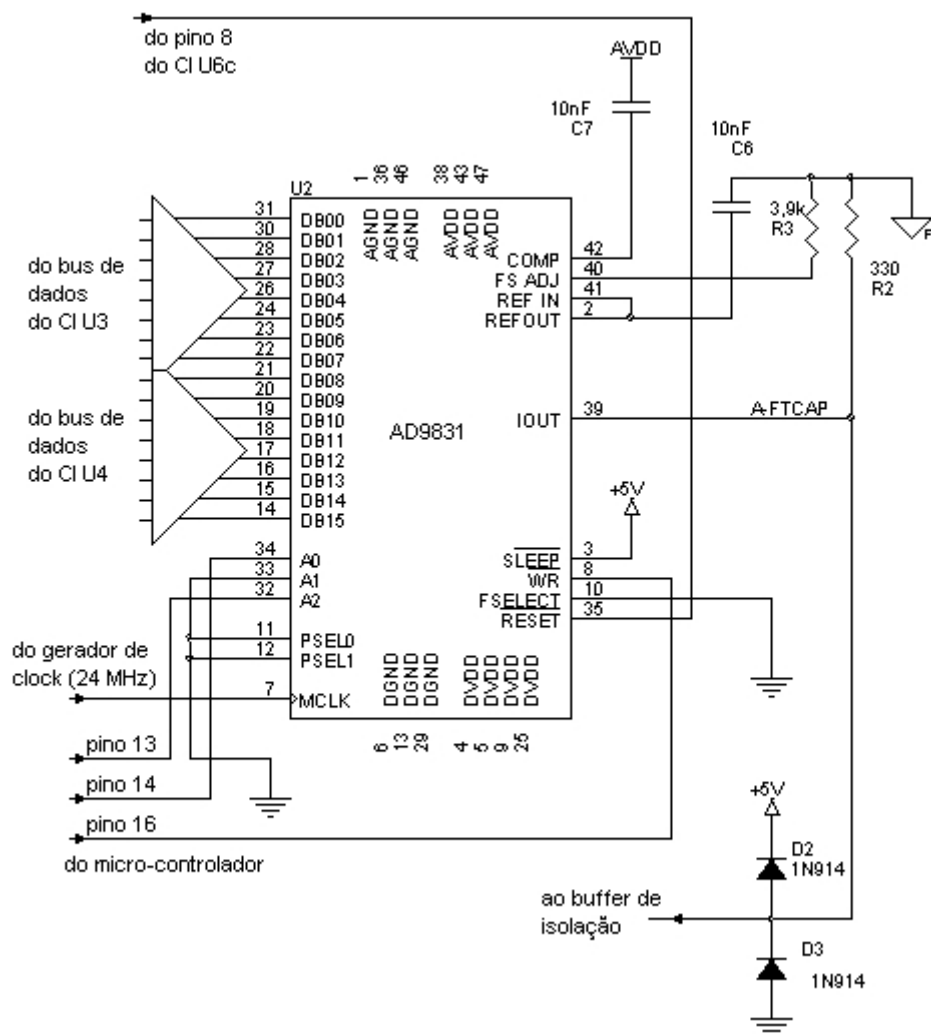 do pino 8
do CI U6c
AVDD
10nF
C7
10nF
C6
3,9k
R3
330
R2
U2
1
36
46
38
43
47
AGND
AGND
AGND
AVDD
AVDD
AVDD
31 DB00
30 DB01
28 DB02
27 DB03
26 DB04
24 DB05
23 DB06
22 DB07
21 DB08
20 DB09
19 DB10
18 DB11
17 DB12
16 DB13
15 DB14
14 DB15
do bus de
dados
do CI U3
do bus de
dados
do CI U4
COMP 42
FS ADJ 40
REF IN 41
REFOUT 2
AD9831
IOUT 39
A-FTCAP
+5V
34 A0
33 A1
32 A2
SLEEP 3
WR 8
FSELECT 10
RESET 35
11 PSEL0
12 PSEL1
do gerador de
clock (24 MHz)
7 MCLK
DGND
DGND
DGND
DVDD
DVDD
DVDD
DVDD
6
13
29
4
5
9
25
pino 13
pino 14
pino 16
do micro-controlador
+5V
D2
1N914
ao buffer de
isolação
D3
1N914